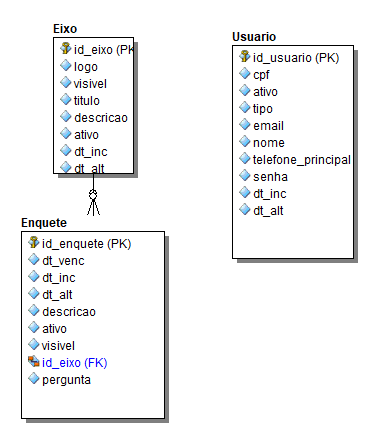 Eixo
id_eixo (PK
logo
visivel
titulo
descricao
ativo
dt_inc
dt_alt
Usuario
id_usuario (PK)
cpf
ativo
tipo
email
nome
telefone_principal
senha
dt_inc
dt_alt
Enquete
id_enquete (PK)
dt_venc
dt_inc
dt_alt
descricao
ativo
visivel
id_eixo (FK)
pergunta